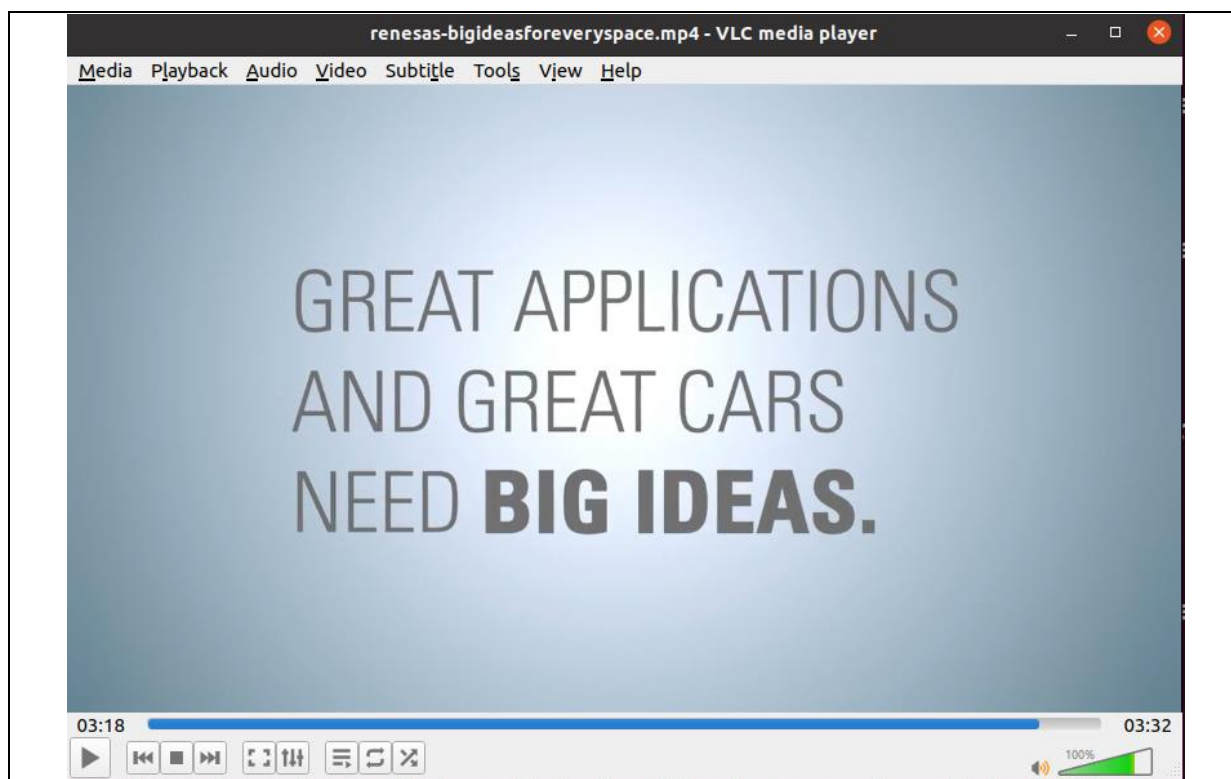 renesas-bigideasforeveryspace.mp4 - VLC media player
Media Playback Audio Video Subtitle Tools View Help
GREAT APPLICATIONS
AND GREAT CARS
NEED BIG IDEAS.
03:18 03:32
100%